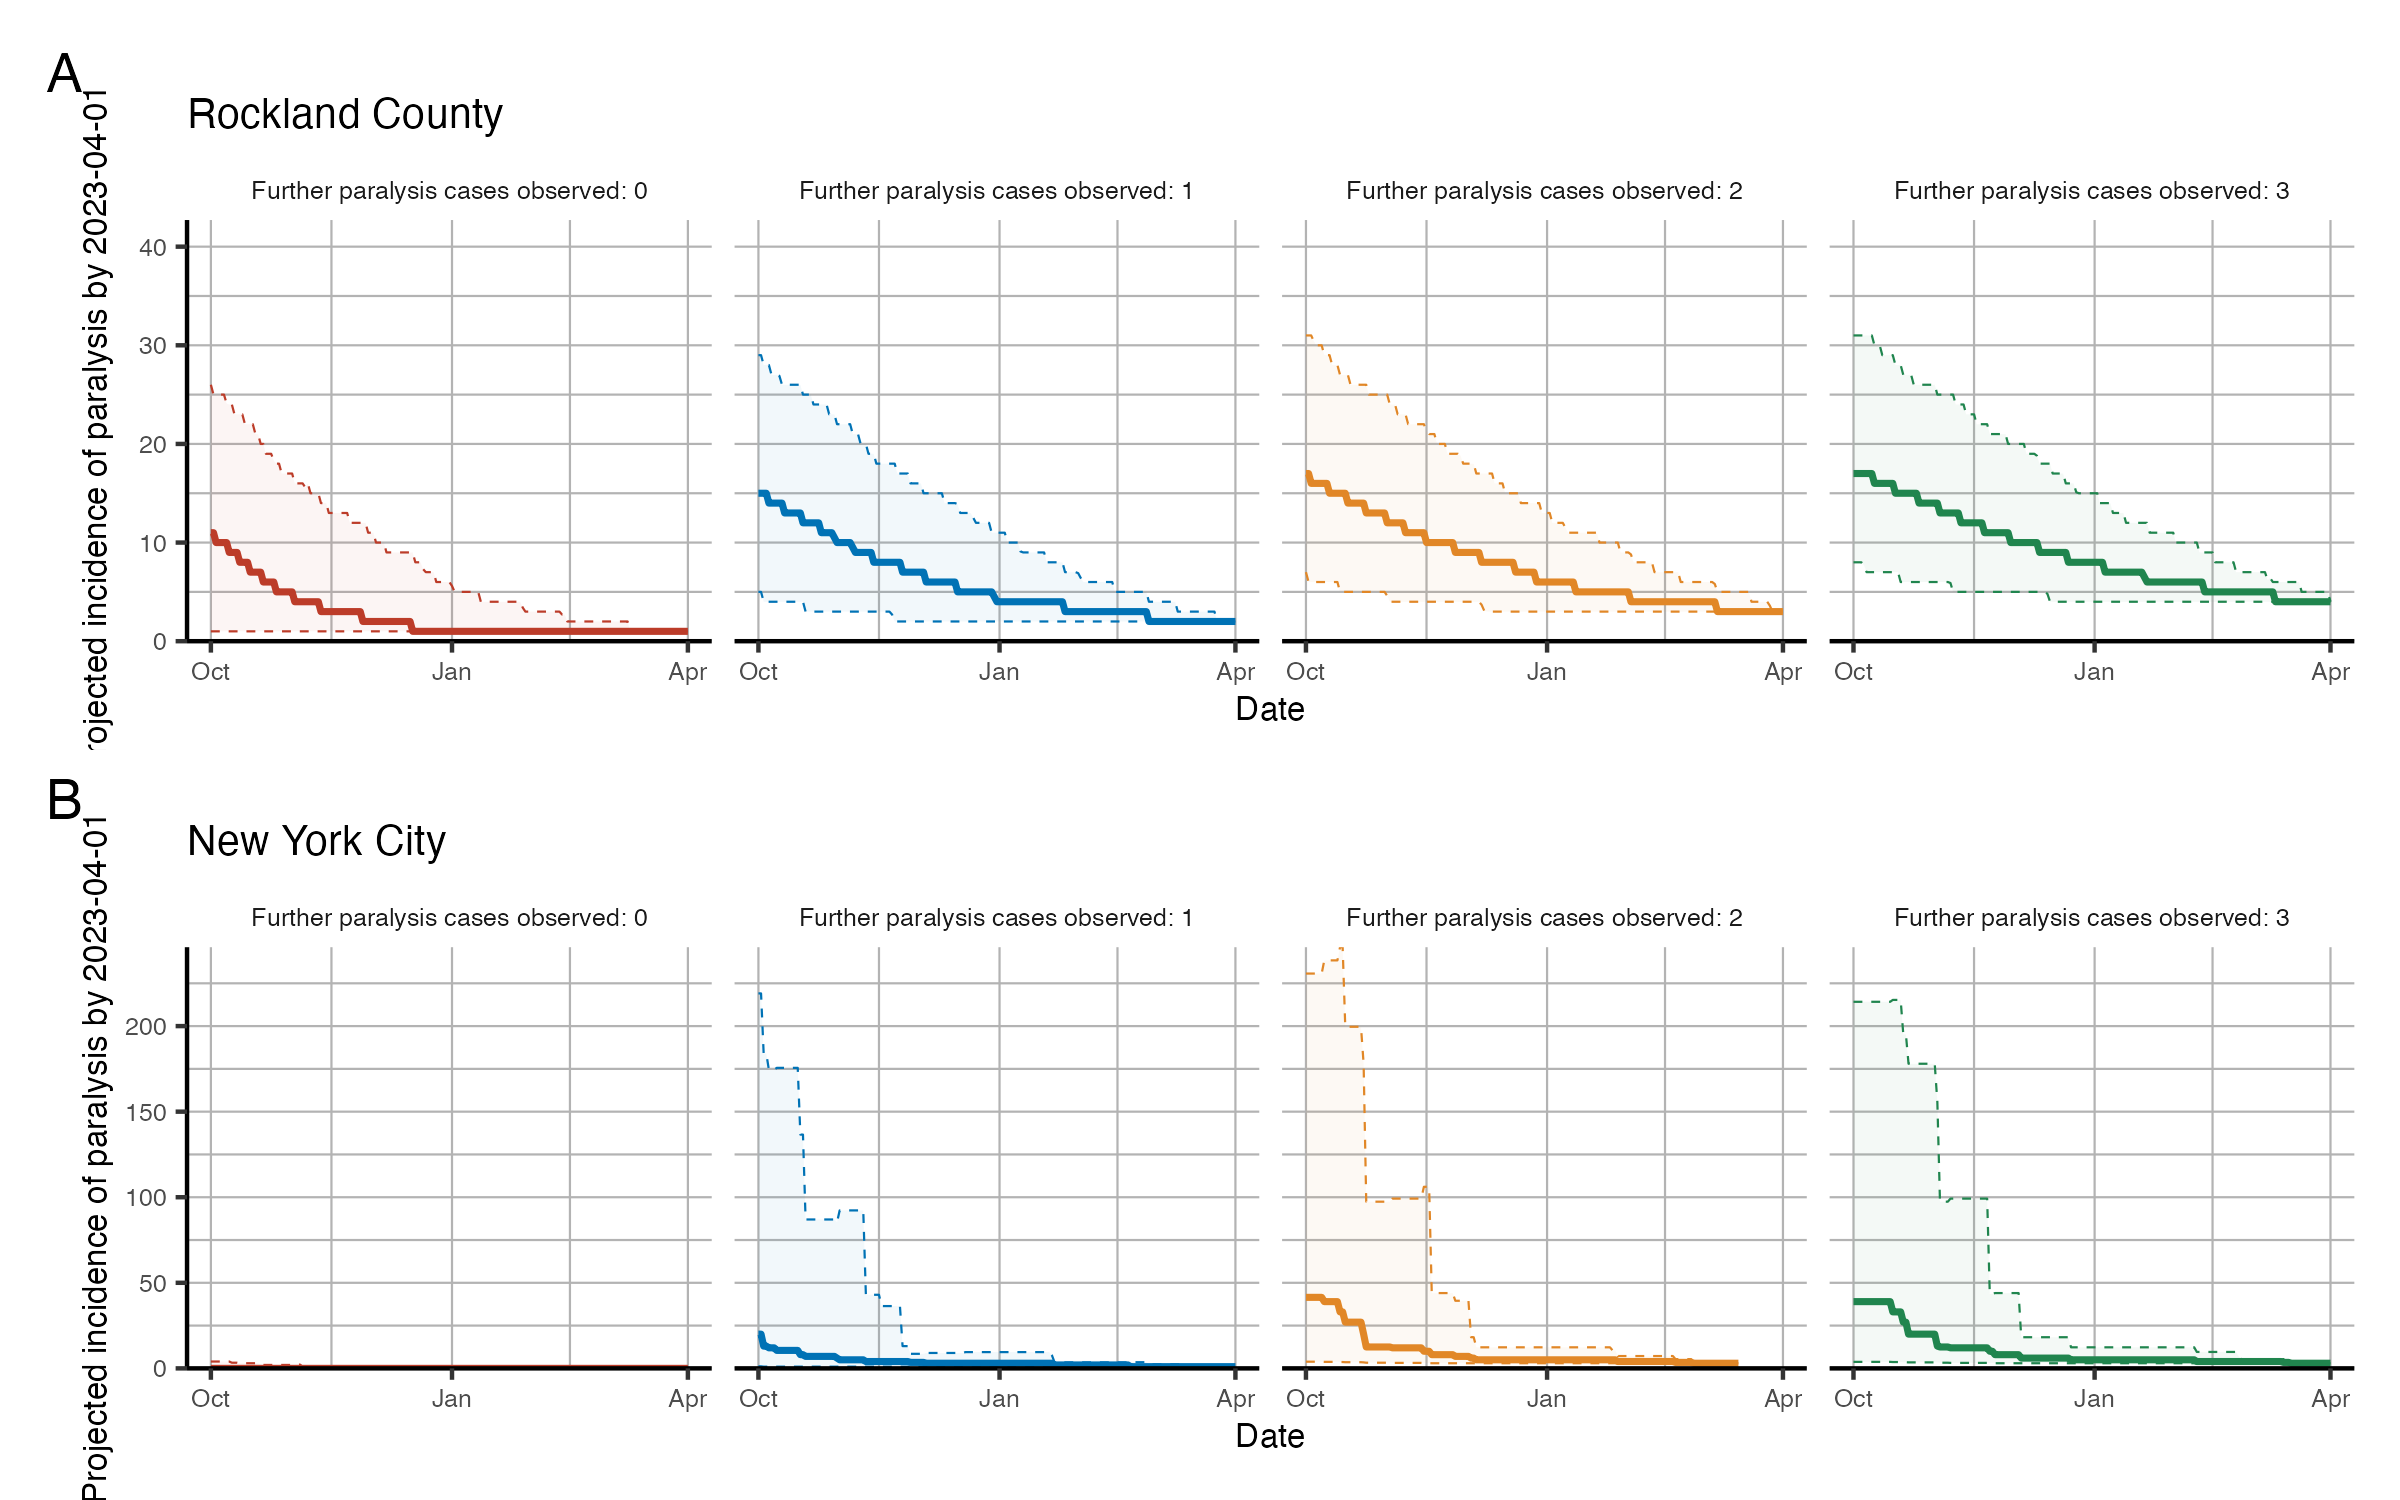 A
Rockland County
rojected incidence of paralysis by 2023-04-01
Further paralysis cases observed: 0
Further paralysis cases observed: 1
Further paralysis cases observed: 2
Further paralysis cases observed: 3
40
30
20
10
0
Oct Jan Apr
Oct Jan Apr
Oct Jan Apr
Oct Jan Apr
Date
B
New York City
Projected incidence of paralysis by 2023-04-01
Further paralysis cases observed: 0
Further paralysis cases observed: 1
Further paralysis cases observed: 2
Further paralysis cases observed: 3
200
150
100
50
0
Oct Jan Apr
Oct Jan Apr
Oct Jan Apr
Oct Jan Apr
Date